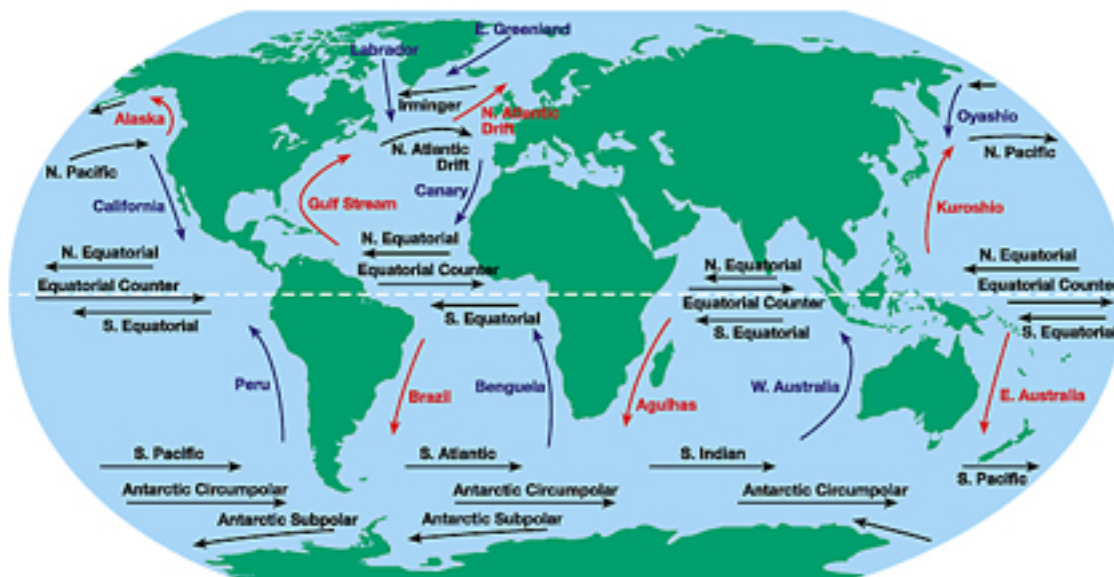 E. Greenland
Labrador
Irminger
Alaska
N. Atlantic
Drift
Oyashio
N. Pacific
N. Atlantic
Drift
N. Pacific
Canary
California
Gulf Stream
Kuroshio
N. Equatorial
N. Equatorial
N. Equatorial
N. Equatorial
Equatorial Counter
Equatorial Counter
Equatorial Counter
Equatorial Counter
S. Equatorial
S. Equatorial
S. Equatorial
S. Equatorial
Peru
Brazil
Benguela
Agulhas
W. Australia
E. Australia
S. Pacific
S. Atlantic
S. Indian
S. Pacific
Antarctic Circumpolar
Antarctic Circumpolar
Antarctic Circumpolar
Antarctic Subpolar
Antarctic Subpolar